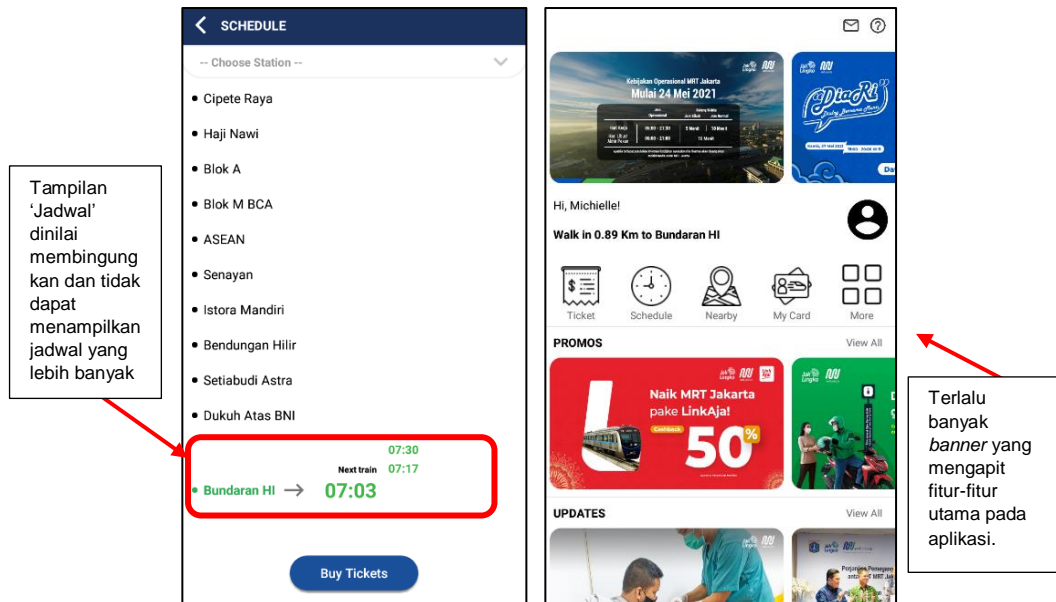 Tampilan
‘Jadwal’
dinilai
membingung
kan dan tidak
dapat
menampilkan
jadwal yang
lebih banyak
SCHEDULE
-- Choose Station --
Cipete Raya
Haji Nawi
Blok A
Blok M BCA
ASEAN
Senayan
Istora Mandiri
Bendungan Hilir
Setiabudi Astra
Dukuh Atas BNI
07:30
Next train 07:17
Bundaran HI → 07:03
Buy Tickets
Kebijakan Operasional MRT Jakarta
Mulai 24 Mei 2021
DiaRi
Hi, Michielle!
Walk in 0.89 Km to Bundaran HI
Ticket
Schedule
Nearby
My Card
More
PROMOS
View All
Naik MRT Jakarta
pake LinkAja!
Cashback
50%
UPDATES
View All
Terlalu
banyak
banner yang
mengapit
fitur-fitur
utama pada
aplikasi.